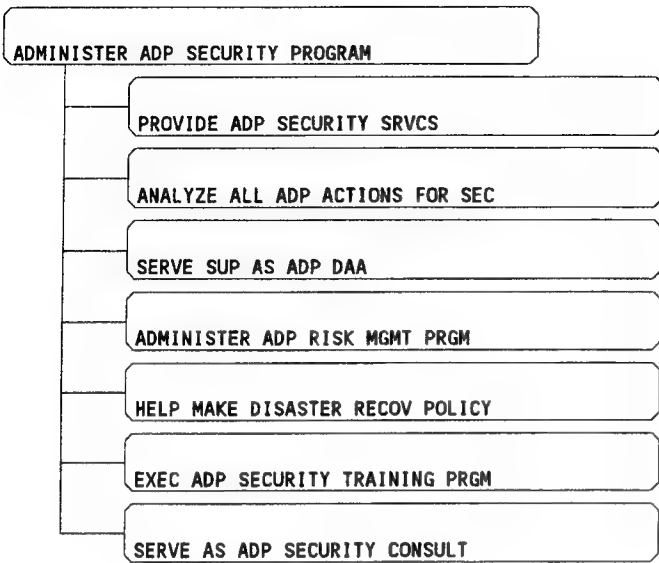 ADMINISTER ADP SECURITY PROGRAM
PROVIDE ADP SECURITY SRVCS
ANALYZE ALL ADP ACTIONS FOR SEC
SERVE SUP AS ADP DAA
ADMINISTER ADP RISK MGMT PRGM
HELP MAKE DISASTER RECOV POLICY
EXEC ADP SECURITY TRAINING PRGM
SERVE AS ADP SECURITY CONSULT